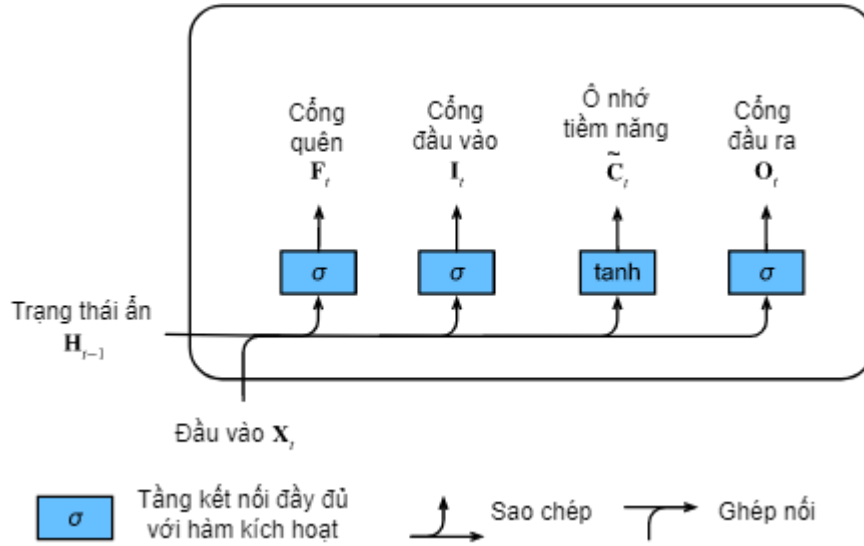 Cổng
quên
F_t
Cổng
đầu vào
I_t
Ô nhớ
tiềm năng
C̃_t
Cổng
đầu ra
O_t
σ
σ
tanh
σ
Trạng thái ẩn
H_{t−1}
Đầu vào X_t
σ
Tầng kết nối đầy đủ
với hàm kích hoạt
Sao chép
Ghép nối